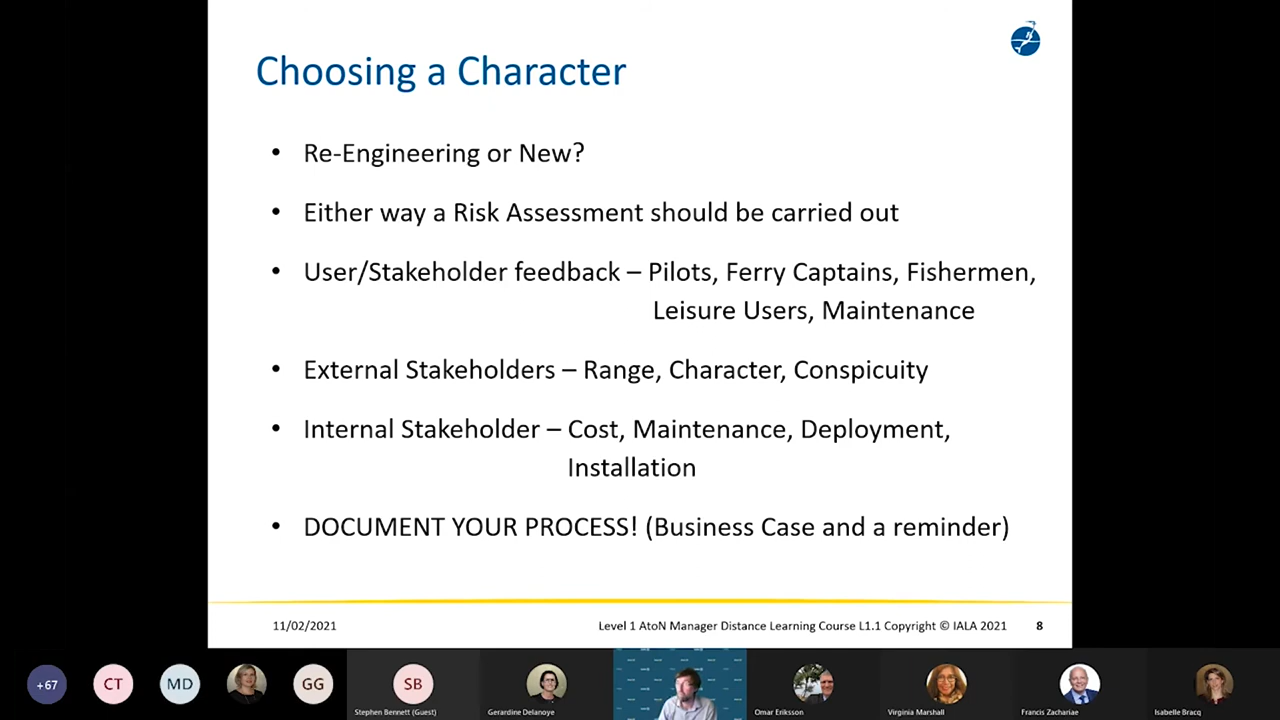 Choosing a Character
• Re-Engineering or New?
• Either way a Risk Assessment should be carried out
• User/Stakeholder feedback – Pilots, Ferry Captains, Fishermen,
Leisure Users, Maintenance
• External Stakeholders – Range, Character, Conspicuity
• Internal Stakeholder – Cost, Maintenance, Deployment,
Installation
• DOCUMENT YOUR PROCESS! (Business Case and a reminder)
11/02/2021
Level 1 AtoN Manager Distance Learning Course L1.1 Copyright © IALA 2021
8
+67
CT
MD
GG
SB
Stephen Bennett (Guest)
Gerardine Delanoye
Omar Eriksson
Virginia Marshall
Francis Zachariae
Isabelle Bracq